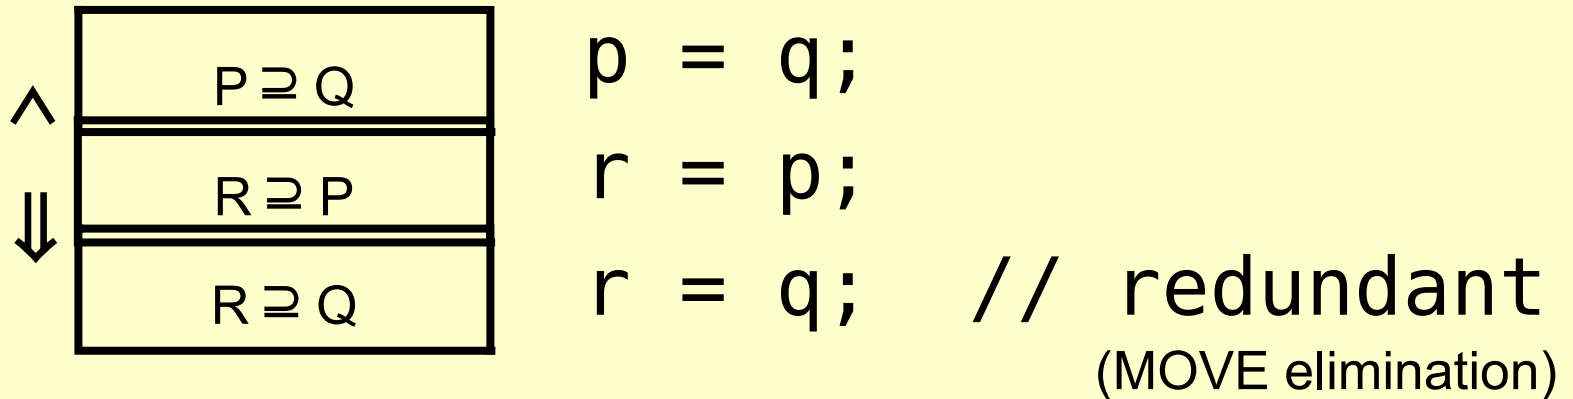 P ⊇ Q p = q;
∧
R ⊇ P r = p;
⇓
R ⊇ Q r = q; // redundant
(MOVE elimination)